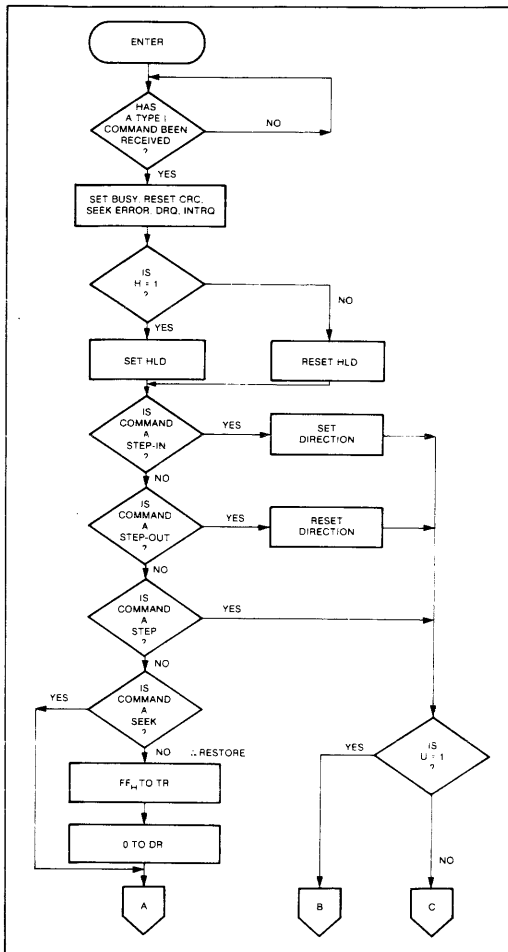 ENTER
HAS
A TYPE I
COMMAND BEEN
RECEIVED
?
NO
YES
SET BUSY, RESET CRC,
SEEK ERROR, DRQ, INTRQ
IS
H = 1
?
NO
YES
SET HLD
RESET HLD
IS
COMMAND
A
STEP-IN
?
YES
SET
DIRECTION
NO
IS
COMMAND
A
STEP-OUT
?
YES
RESET
DIRECTION
NO
IS
COMMAND
A
STEP
?
YES
NO
YES
IS
COMMAND
A
SEEK
?
NO ∴ RESTORE
FFH TO TR
0 TO DR
A
IS
U = 1
?
YES
NO
B
C